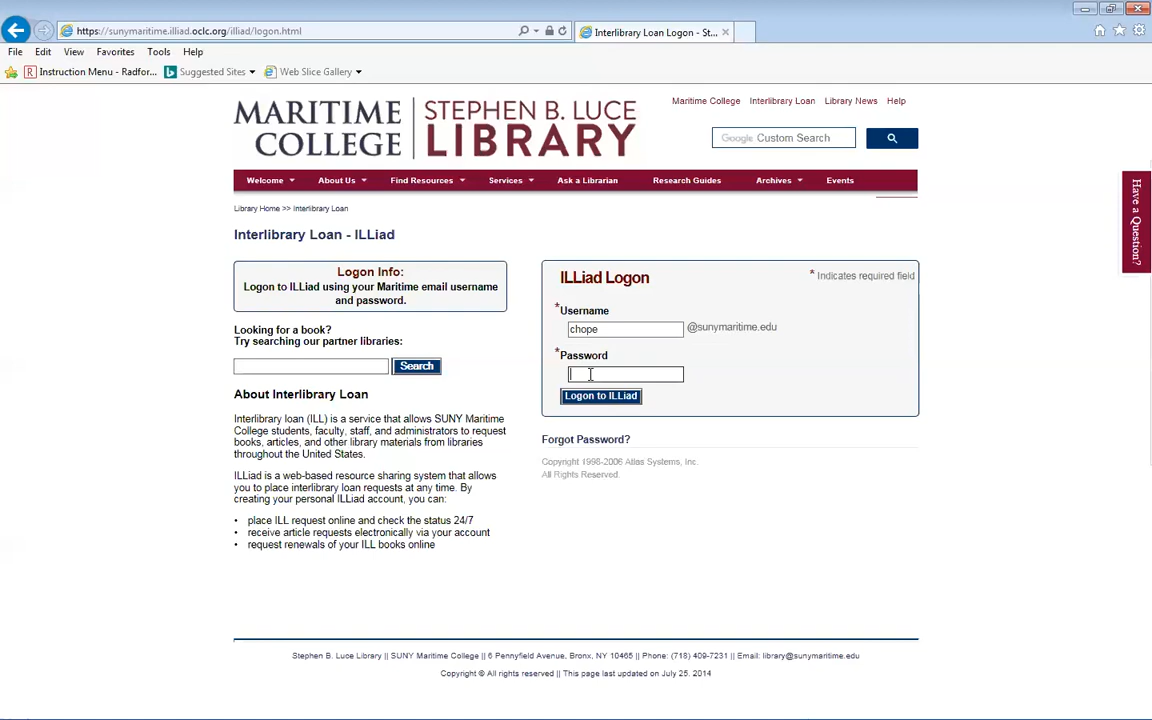 https://sunymaritime.illiad.oclc.org/illiad/logon.html
Interlibrary Loan Logon - St...
File Edit View Favorites Tools Help
Instruction Menu - Radfor... Suggested Sites Web Slice Gallery
MARITIME COLLEGE
STEPHEN B. LUCE LIBRARY
Maritime College Interlibrary Loan Library News Help
Google Custom Search
Welcome About Us Find Resources Services Ask a Librarian Research Guides Archives Events
Have a Question?
Library Home >> Interlibrary Loan
Interlibrary Loan - ILLiad
Logon Info:
Logon to ILLiad using your Maritime email username
and password.
Looking for a book?
Try searching our partner libraries:
Search
About Interlibrary Loan
Interlibrary loan (ILL) is a service that allows SUNY Maritime
College students, faculty, staff, and administrators to request
books, articles, and other library materials from libraries
throughout the United States.
ILLiad is a web-based resource sharing system that allows
you to place interlibrary loan requests at any time. By
creating your personal ILLiad account, you can:
• place ILL request online and check the status 24/7
• receive article requests electronically via your account
• request renewals of your ILL books online
ILLiad Logon
* Indicates required field
*Username
chope @sunymaritime.edu
*Password
Logon to ILLiad
Forgot Password?
Copyright 1998-2006 Atlas Systems, Inc.
All Rights Reserved.
Stephen B. Luce Library || SUNY Maritime College || 6 Pennyfield Avenue, Bronx, NY 10465 || Phone: (718) 409-7231 || Email: library@sunymaritime.edu
Copyright © All rights reserved || This page last updated on July 25, 2014